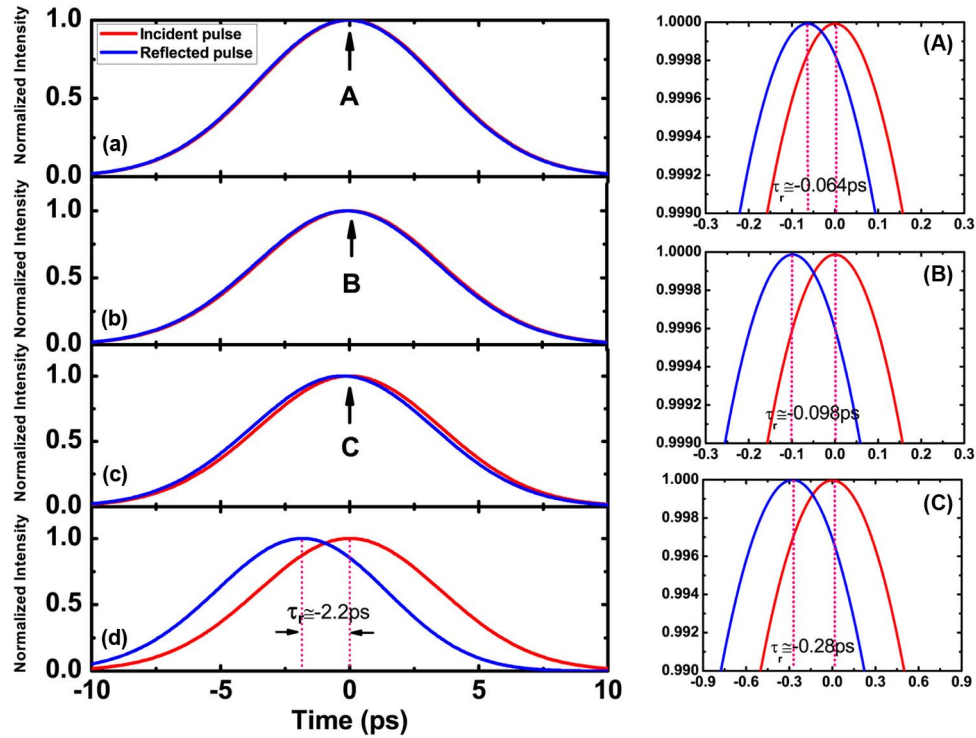 Normalized Intensity
1.0
0.5
0.0
Incident pulse
Reflected pulse
A
(a)
Normalized Intensity
1.0
0.5
0.0
B
(b)
Normalized Intensity
1.0
0.5
0.0
C
(c)
Normalized Intensity
1.0
0.5
0.0
τr≅-2.2ps
(d)
-10 -5 0 5 10
Time (ps)
(A)
1.0000
0.9998
0.9996
0.9994
0.9992
0.9990
τr≅-0.064ps
-0.3 -0.2 -0.1 0.0 0.1 0.2 0.3
(B)
1.0000
0.9998
0.9996
0.9994
0.9992
0.9990
τr≅-0.098ps
-0.3 -0.2 -0.1 0.0 0.1 0.2 0.3
(C)
1.000
0.998
0.996
0.994
0.992
0.990
τr≅-0.28ps
-0.9 -0.6 -0.3 0.0 0.3 0.6 0.9